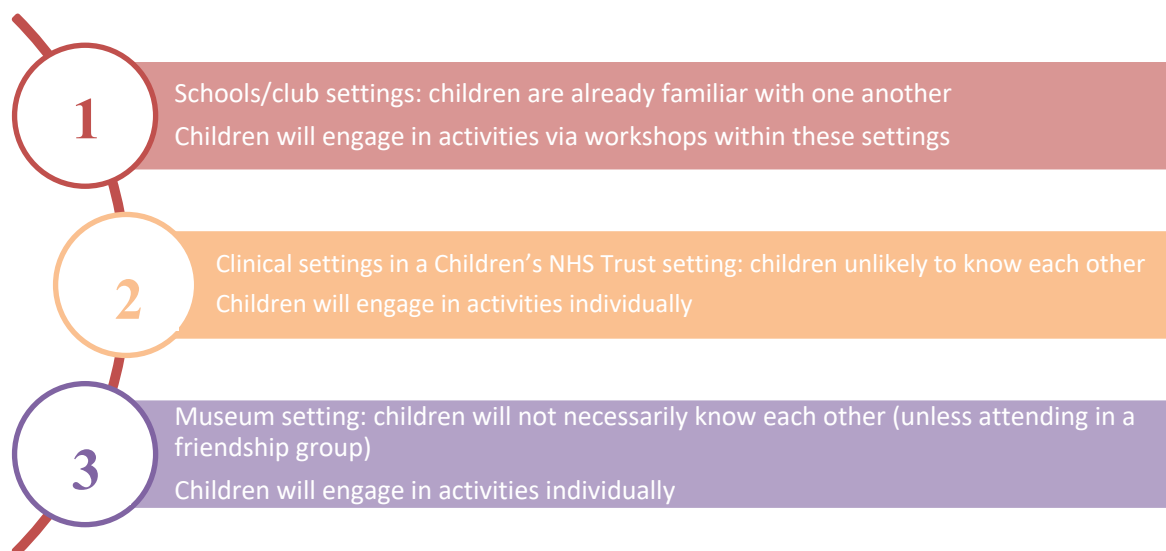 1
Schools/club settings: children are already familiar with one another
Children will engage in activities via workshops within these settings
2
Clinical settings in a Children’s NHS Trust setting: children unlikely to know each other
Children will engage in activities individually
3
Museum setting: children will not necessarily know each other (unless attending in a
friendship group)
Children will engage in activities individually